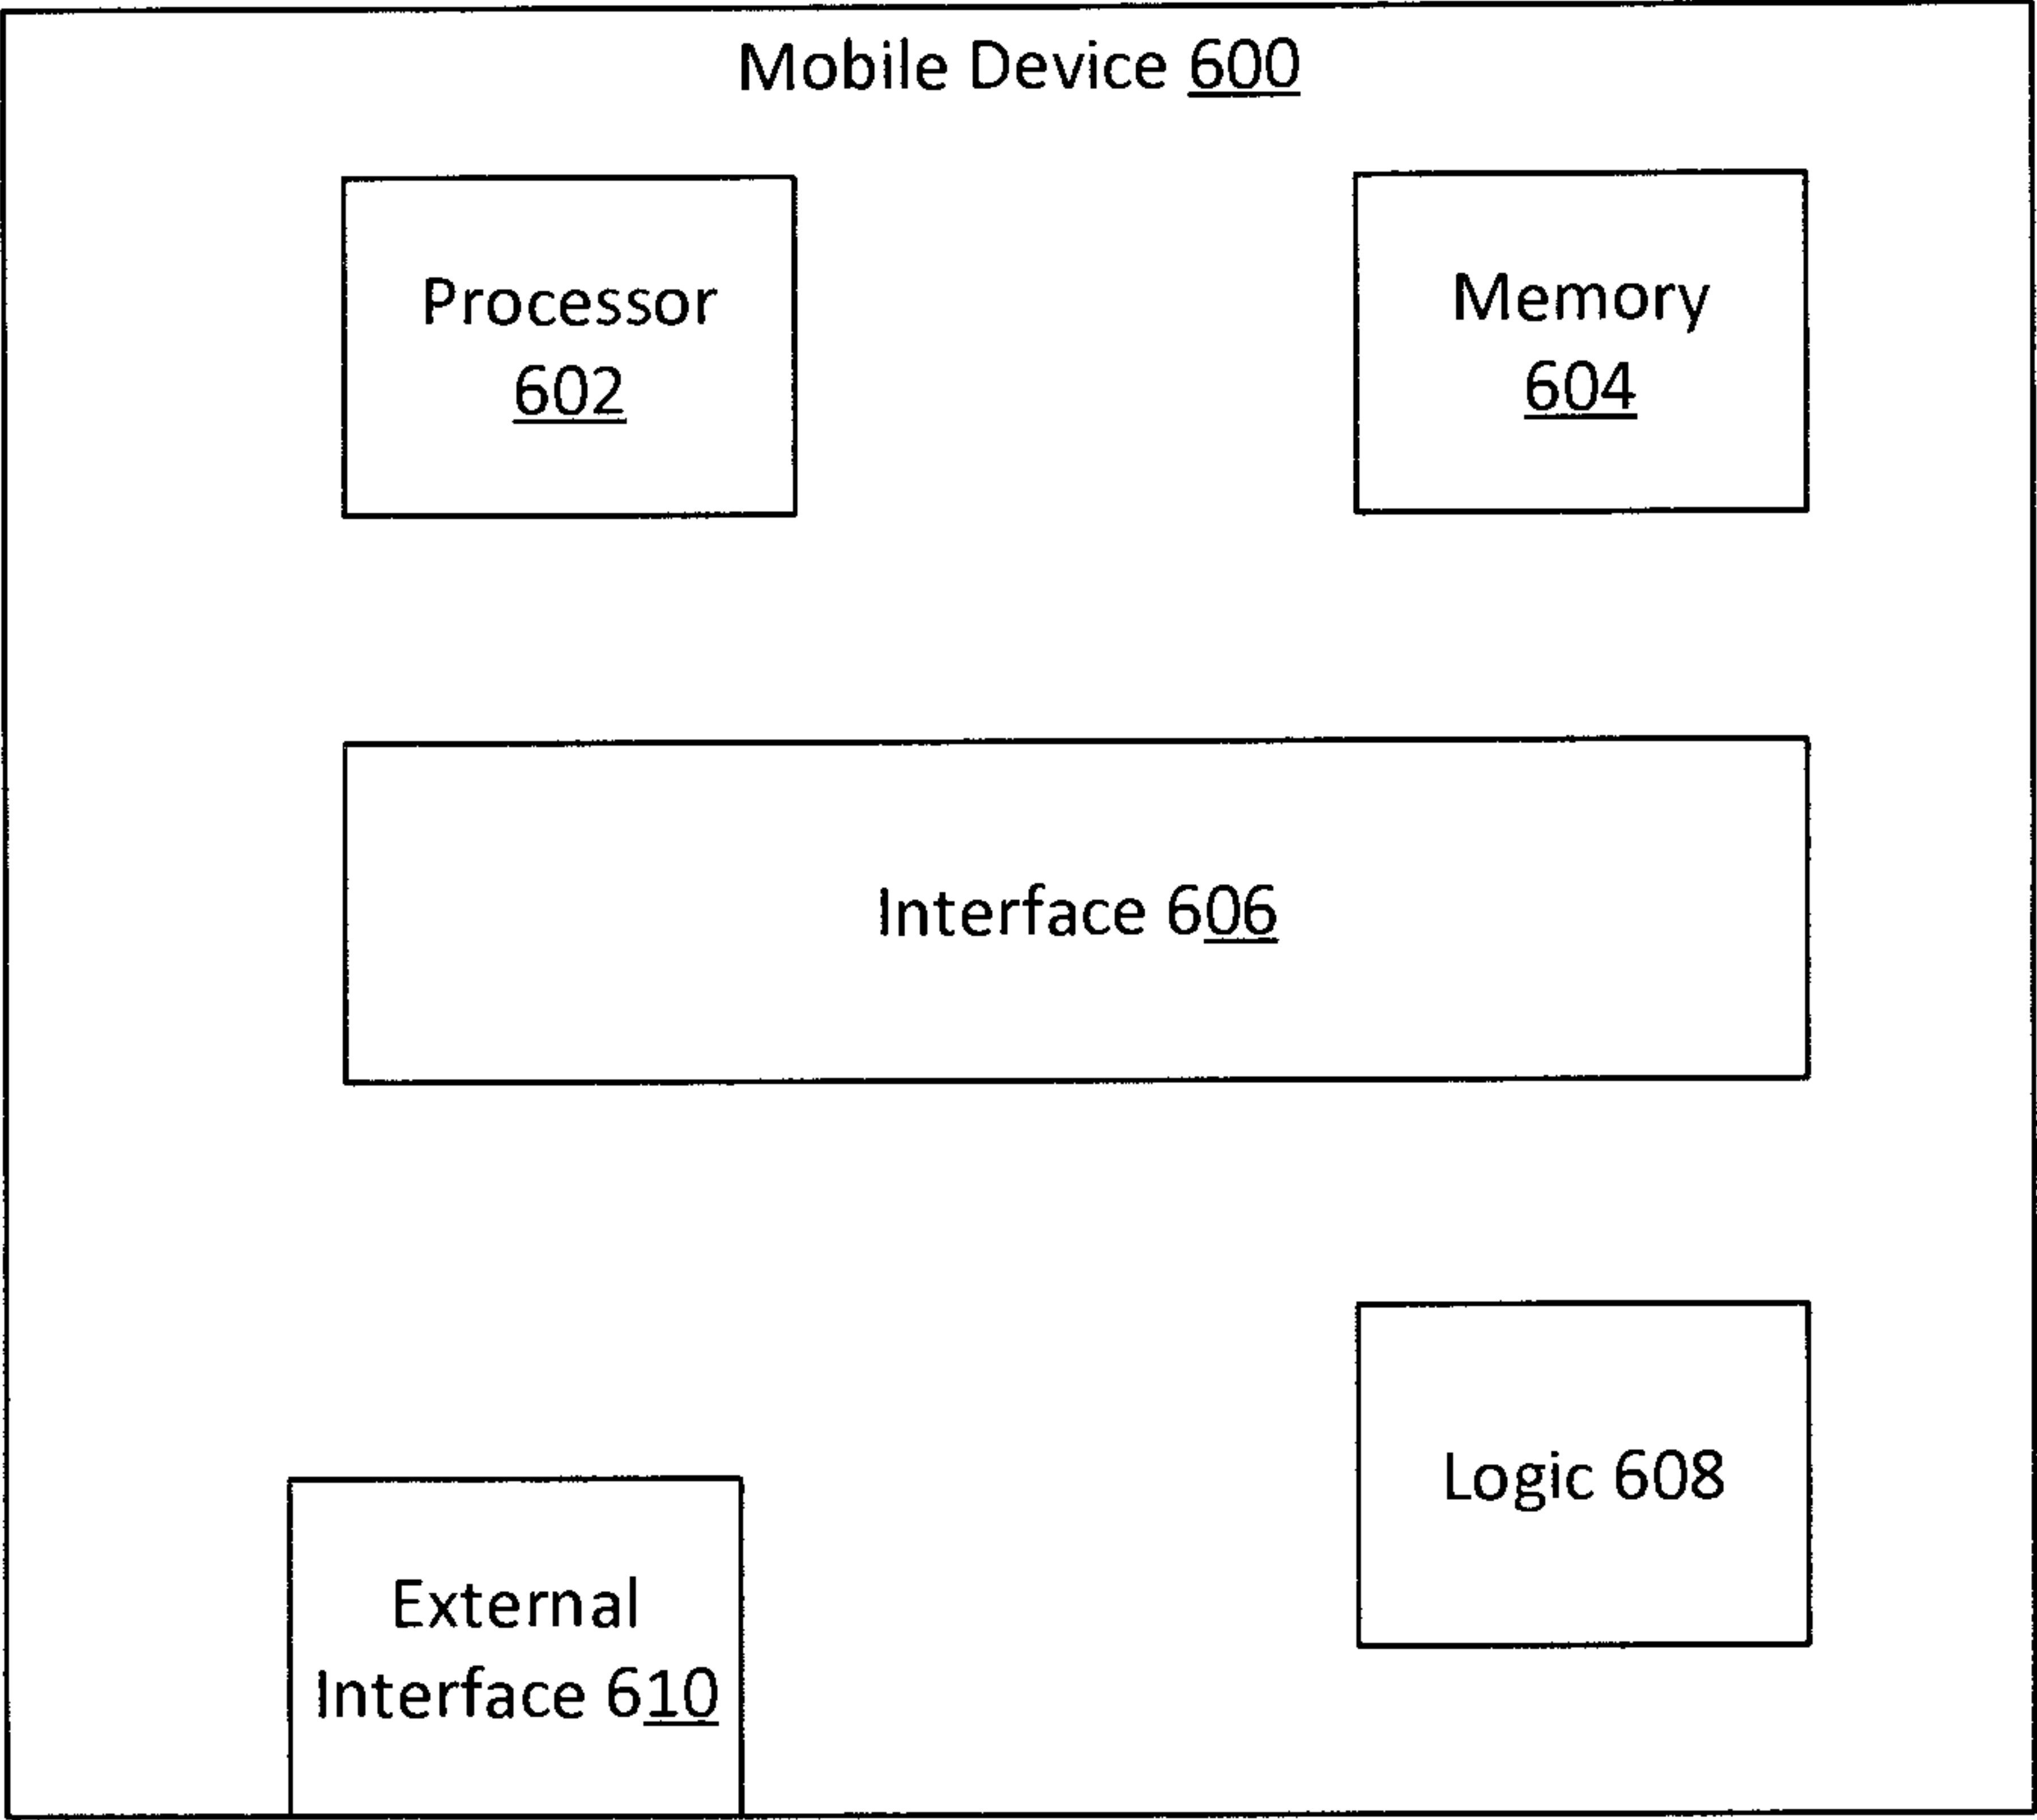 Mobile Device 600
Processor
602
Memory
604
Interface 606
Logic 608
External
Interface 610